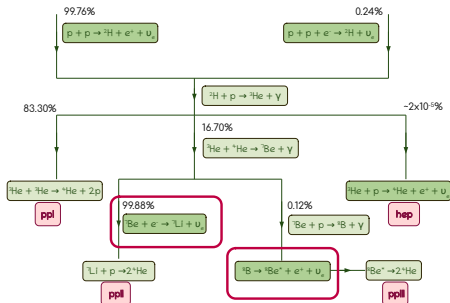 99.76%
0.24%
p + p → ²H + e⁺ + υₑ
p + p + e⁻ → ²H + υₑ
²H + p → ³He + γ
83.30%
~2x10⁻⁵%
16.70%
³He + ⁴He → ⁷Be + γ
³He + ³He → ⁴He + 2p
³He + p → ⁴He + e⁺ + υ
ppI
hep
99.88%
0.12%
⁷Be + e⁻ → ⁷Li + υₑ
⁷Be + p → ⁸B + γ
⁷Li + p →2⁴He
⁸B → ⁸Be* + e⁺ + υₑ
⁸Be* →2⁴He
ppII
ppIII